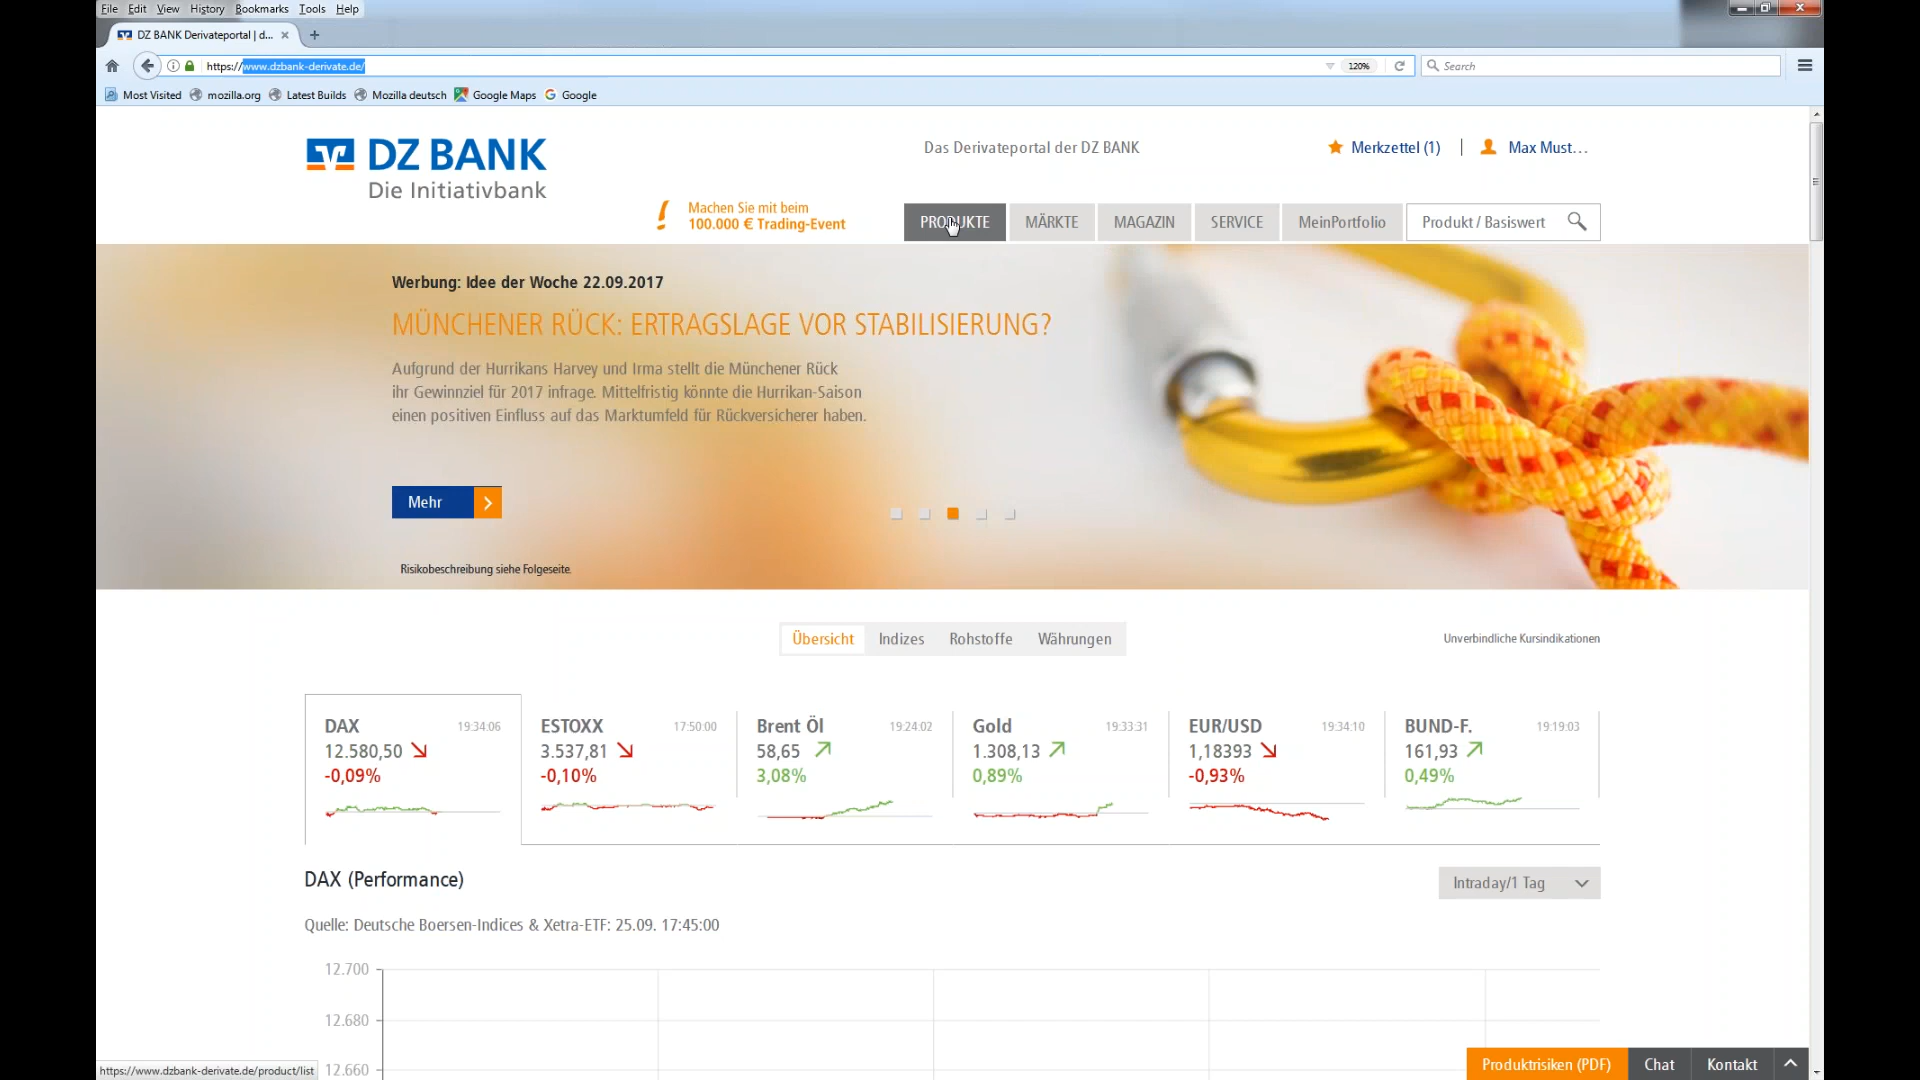 File Edit View History Bookmarks Tools Help
DZ BANK Derivateportal | d...
https://www.dzbank-derivate.de/
120%
Search
Most Visited mozilla.org Latest Builds Mozilla deutsch Google Maps Google
DZ BANK
Die Initiativbank
Das Derivateportal der DZ BANK
Merkzettel (1) | Max Must...
Machen Sie mit beim
100.000 € Trading-Event
PRODUKTE MÄRKTE MAGAZIN SERVICE MeinPortfolio Produkt / Basiswert
Werbung: Idee der Woche 22.09.2017
MÜNCHENER RÜCK: ERTRAGSLAGE VOR STABILISIERUNG?
Aufgrund der Hurrikans Harvey und Irma stellt die Münchener Rück
ihr Gewinnziel für 2017 infrage. Mittelfristig könnte die Hurrikan-Saison
einen positiven Einfluss auf das Marktumfeld für Rückversicherer haben.
Mehr
Risikobeschreibung siehe Folgeseite.
Übersicht Indizes Rohstoffe Währungen
Unverbindliche Kursindikationen
DAX 19:34:06
12.580,50
-0,09%
ESTOXX 17:50:00
3.537,81
-0,10%
Brent Öl 19:24:02
58,65
3,08%
Gold 19:33:31
1.308,13
0,89%
EUR/USD 19:34:10
1,18393
-0,93%
BUND-F. 19:19:03
161,93
0,49%
DAX (Performance)
Intraday/1 Tag
Quelle: Deutsche Boersen-Indices & Xetra-ETF: 25.09. 17:45:00
12.700
12.680
12.660
Produktrisiken (PDF) Chat Kontakt
https://www.dzbank-derivate.de/product/list